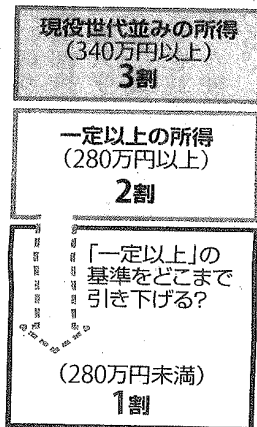 現役世代並みの所得
(340万円以上)
3割
一定以上の所得
(280万円以上)
2割
「一定以上」の
基準をどこまで
引き下げる?
(280万円未満)
1割